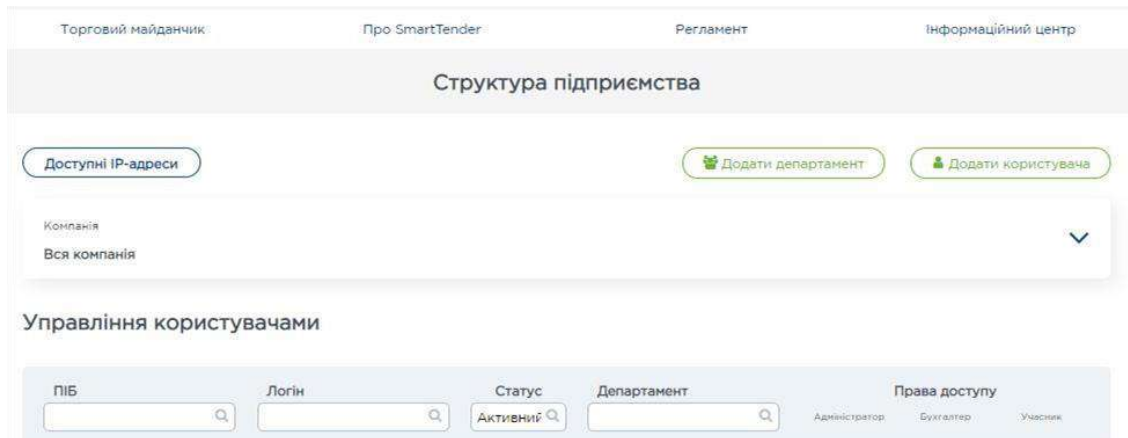 Торговий майданчик Про SmartTender Регламент Інформаційний центр
Структура підприємства
Доступні IP-адреси Додати департамент Додати користувача
Компанія
Вся компанія
Управління користувачами
ПІБ Логін Статус Департамент Права доступу
Активний Адміністратор Бухгалтер Учасник